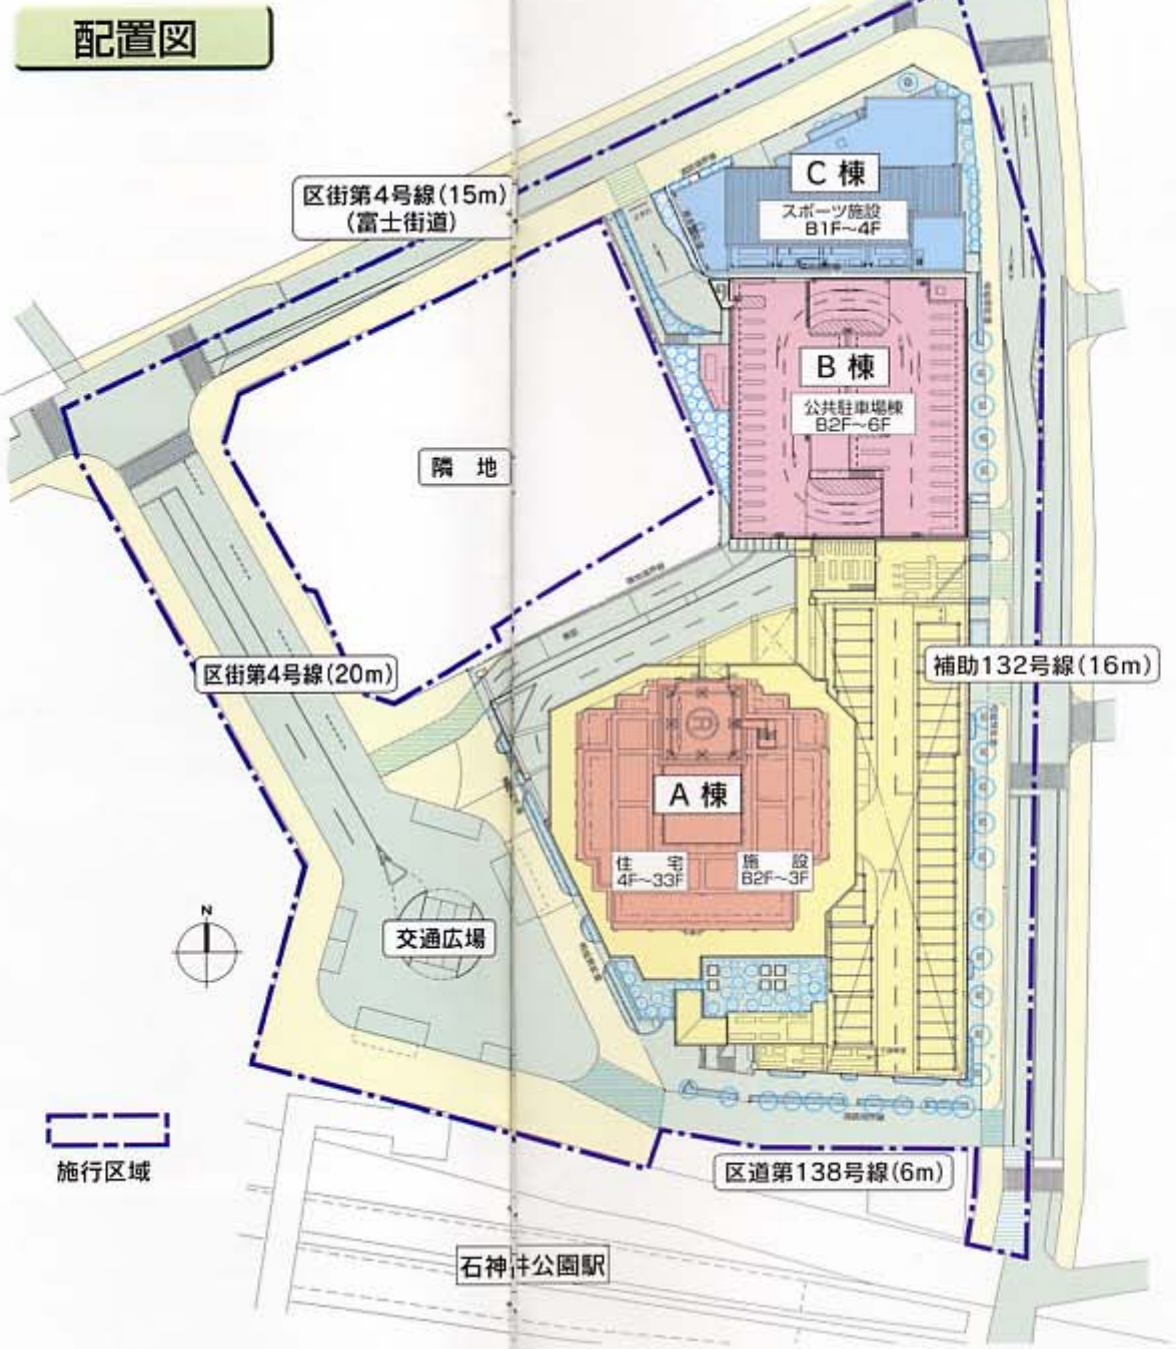 配置図
区街第4号線(15m)
(富士街道)
C 棟
スポーツ施設
B1F～4F
B 棟
公共駐車場棟
B2F～6F
隣 地
区街第4号線(20m)
補助132号線(16m)
A 棟
住 宅
4F～33F
施 設
B2F～3F
N
交通広場
施行区域
区道第138号線(6m)
石神井公園駅